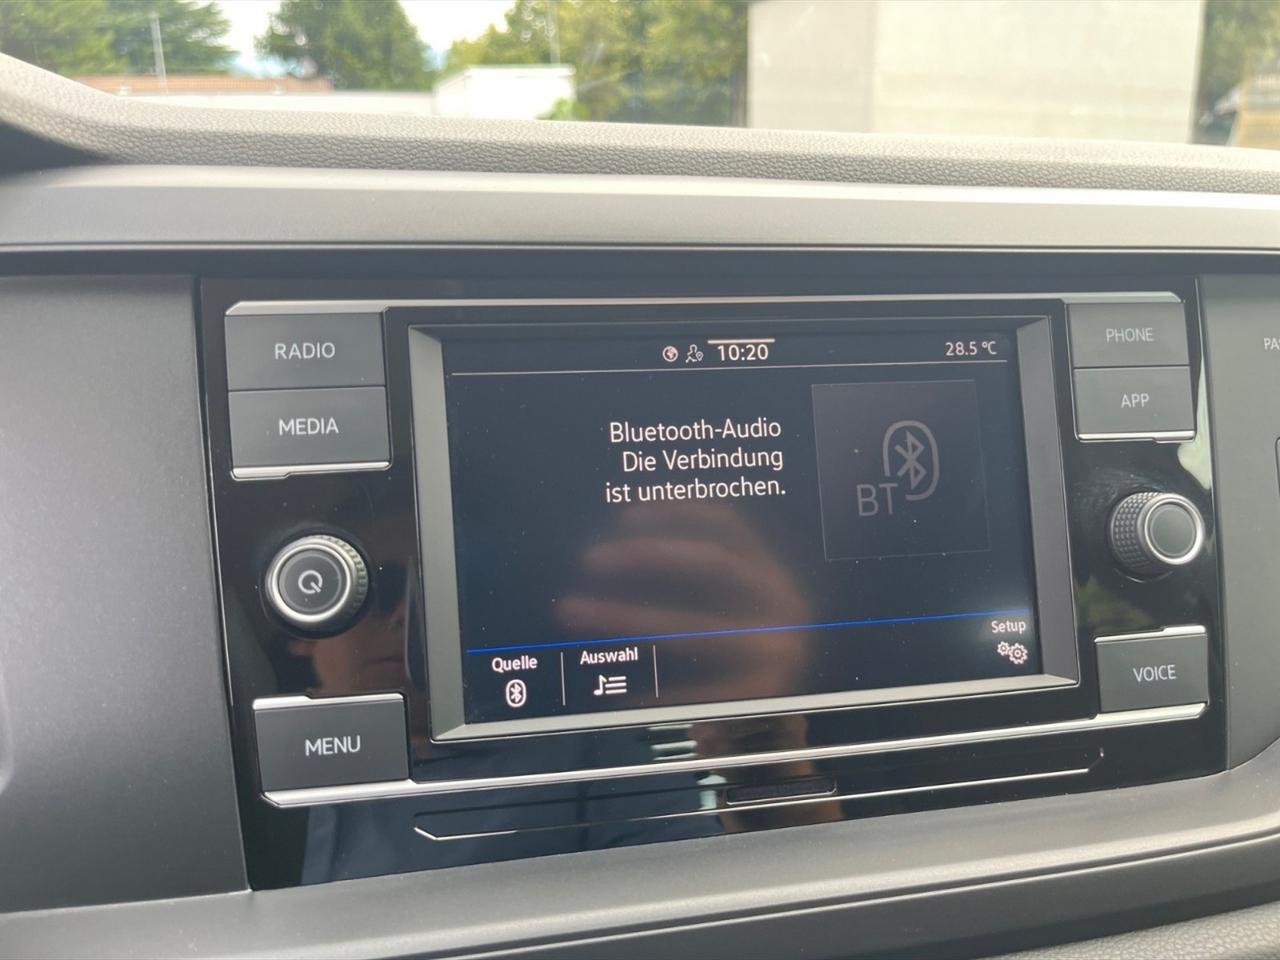 RADIO
MEDIA
MENU
10:20
28.5 °C
Bluetooth-Audio
Die Verbindung
ist unterbrochen.
BT
Quelle
Auswahl
Setup
PHONE
APP
VOICE